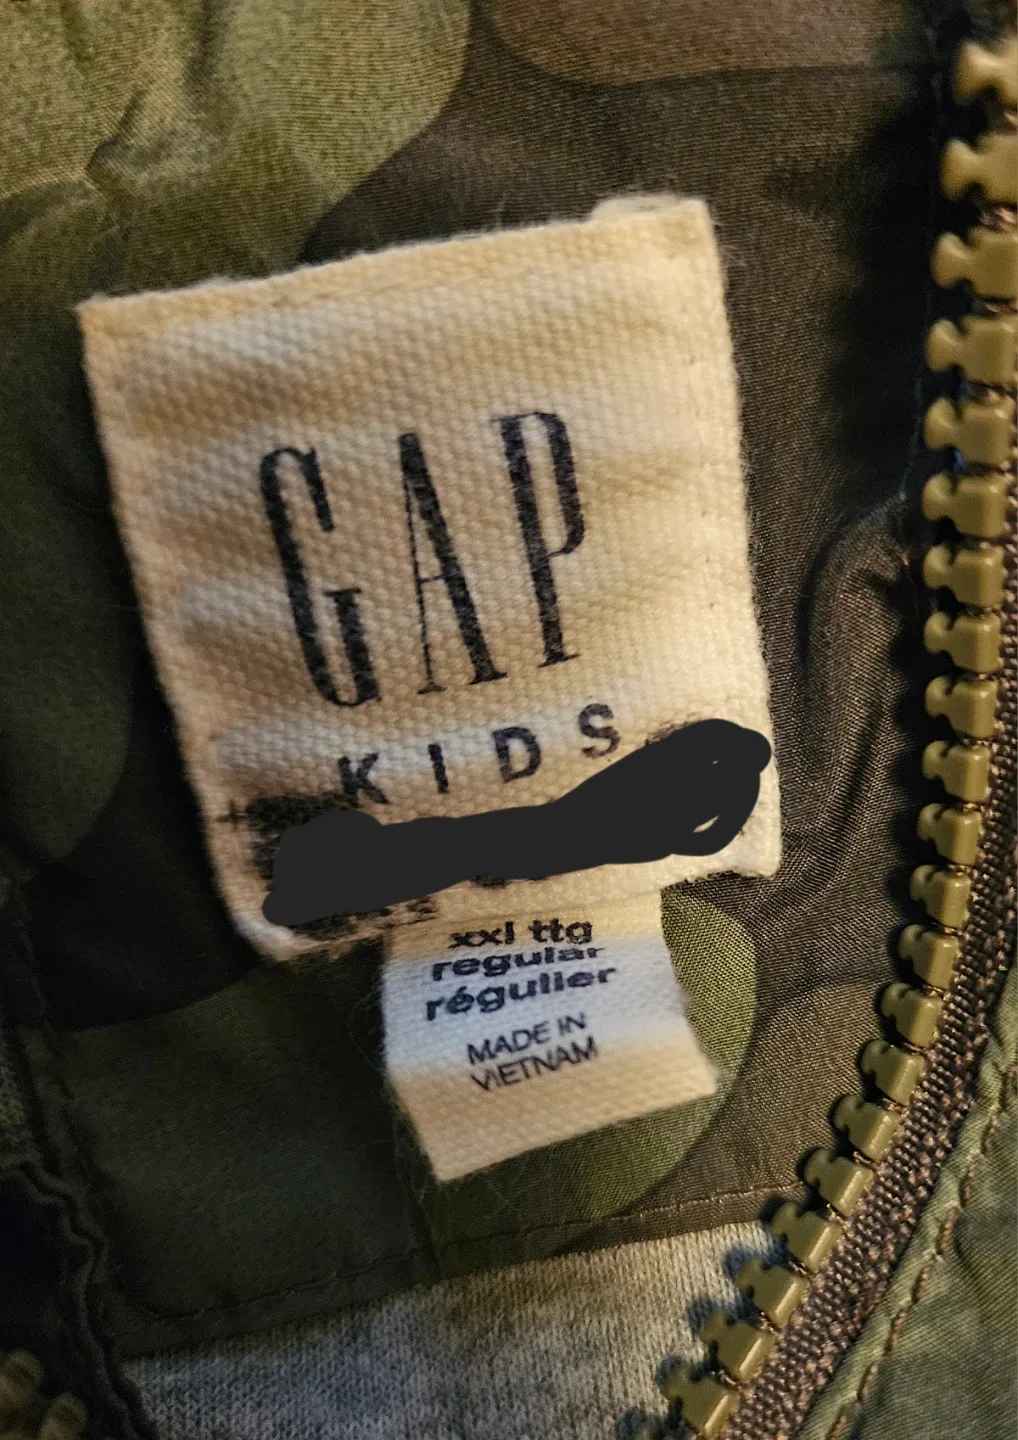 GAP
KIDS
xxl ttg
regular
régulier
MADE IN
VIETNAM